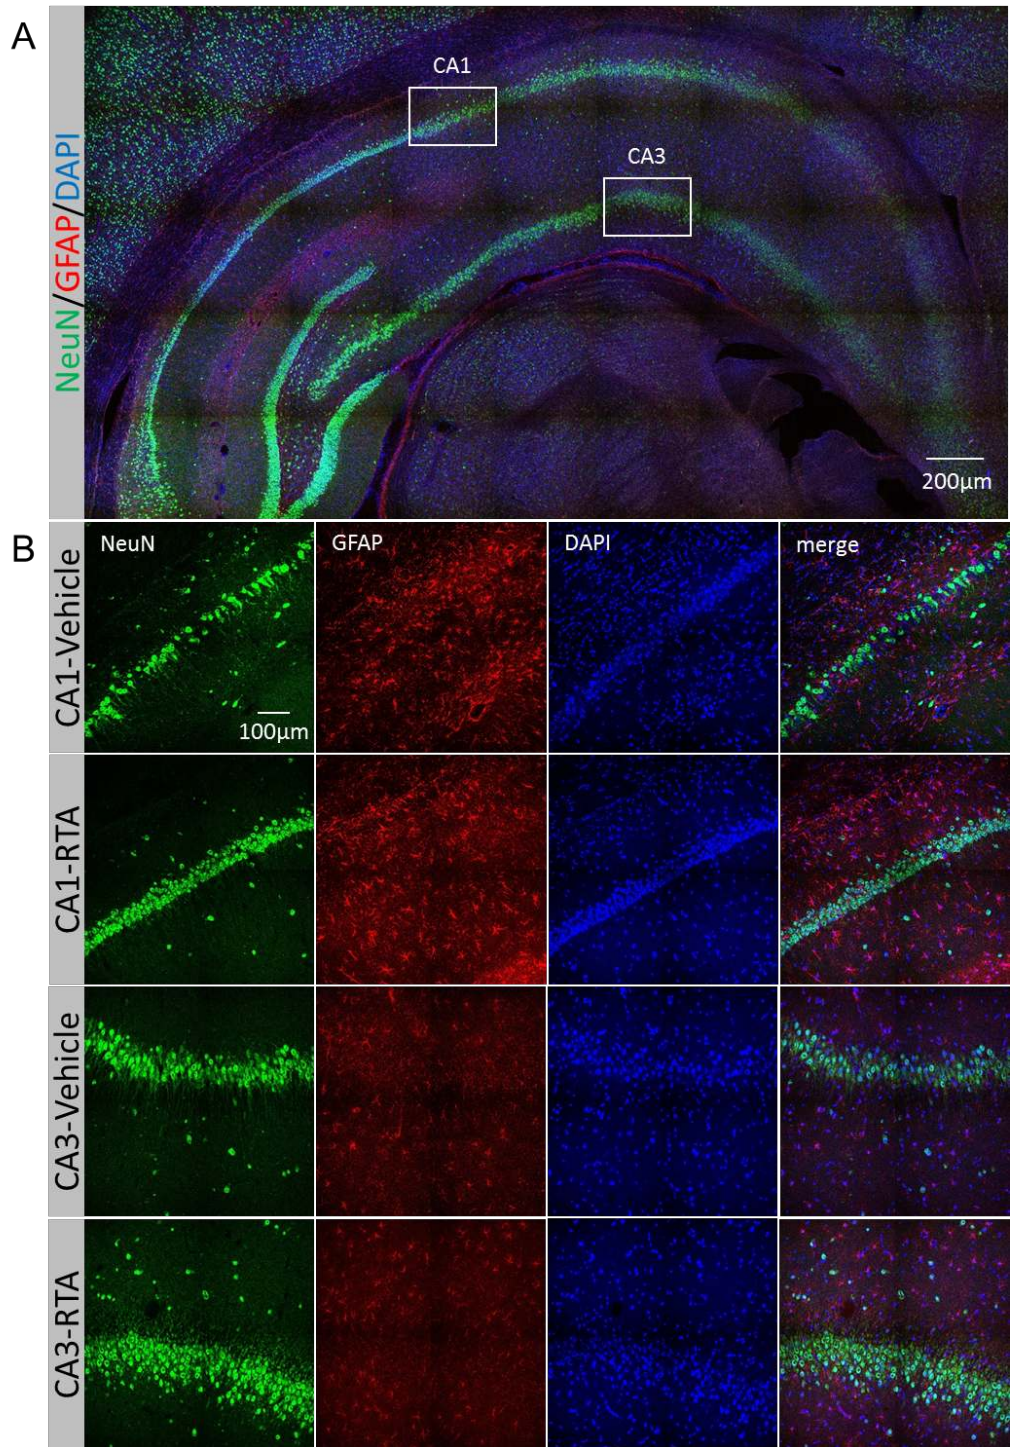 A
NeuN/GFAP/DAPI
CA1
CA3
200μm
B
NeuN
GFAP
DAPI
merge
CA1-Vehicle
100μm
CA1-RTA
CA3-Vehicle
CA3-RTA